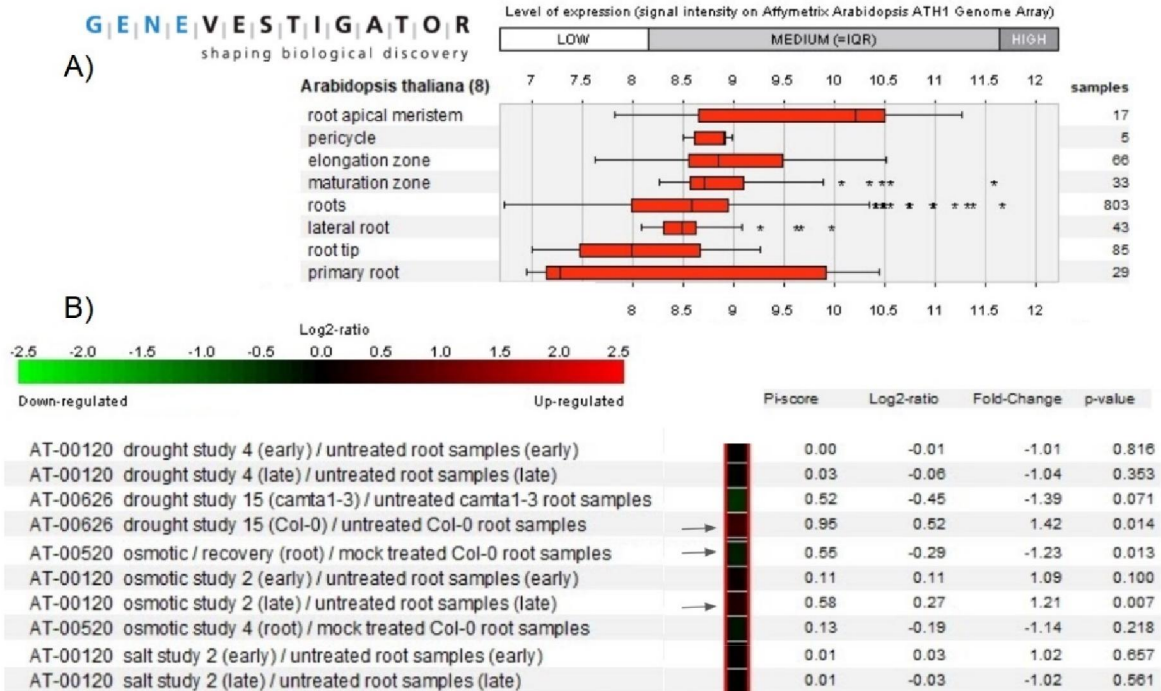 GENEVESTIGATOR
shaping biological discovery
Level of expression (signal intensity on Affymetrix Arabidopsis ATH1 Genome Array)
LOW MEDIUM (=IQR) HIGH
A)
Arabidopsis thaliana (8) 7 7.5 8 8.5 9 9.5 10 10.5 11 11.5 12 samples
root apical meristem 17
pericycle 5
elongation zone 66
maturation zone * * ** * 33
roots 803
lateral root * ** * 43
root tip 85
primary root 29
8 8.5 9 9.5 10 10.5 11 11.5 12
B)
Log2-ratio
-2.5 -2.0 -1.5 -1.0 -0.5 0.0 0.5 1.0 1.5 2.0 2.5
Down-regulated Up-regulated
Pi-score Log2-ratio Fold-Change p-value
AT-00120 drought study 4 (early) / untreated root samples (early) 0.00 -0.01 -1.01 0.816
AT-00120 drought study 4 (late) / untreated root samples (late) 0.03 -0.06 -1.04 0.353
AT-00626 drought study 15 (camta1-3) / untreated camta1-3 root samples 0.52 -0.45 -1.39 0.071
AT-00626 drought study 15 (Col-0) / untreated Col-0 root samples 0.95 0.52 1.42 0.014
AT-00520 osmotic / recovery (root) / mock treated Col-0 root samples 0.55 -0.29 -1.23 0.013
AT-00120 osmotic study 2 (early) / untreated root samples (early) 0.11 0.11 1.09 0.100
AT-00120 osmotic study 2 (late) / untreated root samples (late) 0.58 0.27 1.21 0.007
AT-00520 osmotic study 4 (root) / mock treated Col-0 root samples 0.13 -0.19 -1.14 0.218
AT-00120 salt study 2 (early) / untreated root samples (early) 0.01 0.03 1.02 0.657
AT-00120 salt study 2 (late) / untreated root samples (late) 0.01 -0.03 -1.02 0.561